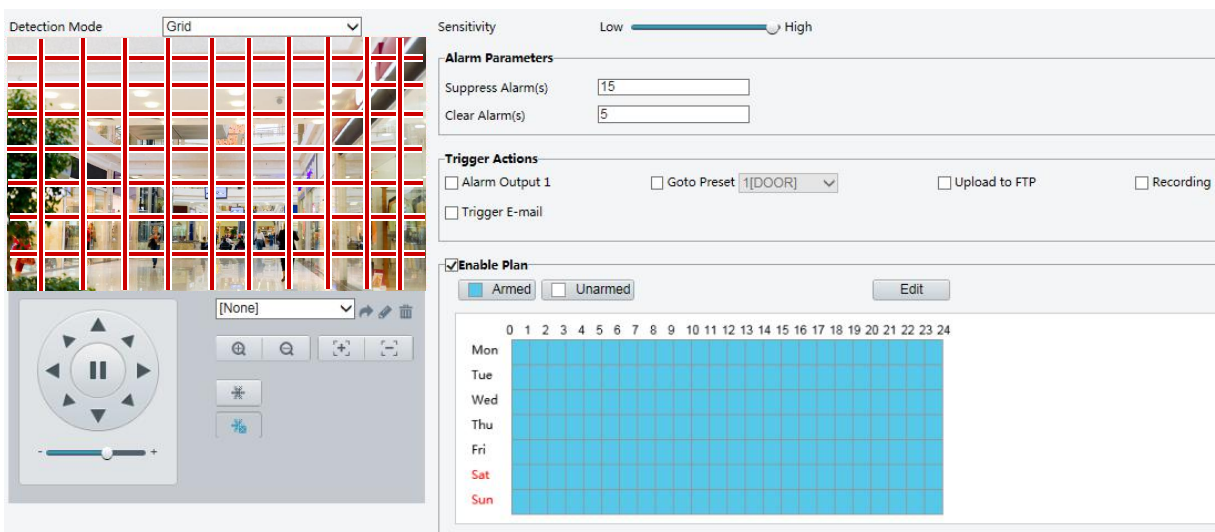 Detection Mode Grid
Sensitivity Low High
Alarm Parameters
Suppress Alarm(s) 15
Clear Alarm(s) 5
Trigger Actions
Alarm Output 1 Goto Preset 1[DOOR] Upload to FTP Recording
Trigger E-mail
Enable Plan
Armed Unarmed Edit
[None]
- +
0 1 2 3 4 5 6 7 8 9 10 11 12 13 14 15 16 17 18 19 20 21 22 23 24
Mon
Tue
Wed
Thu
Fri
Sat
Sun